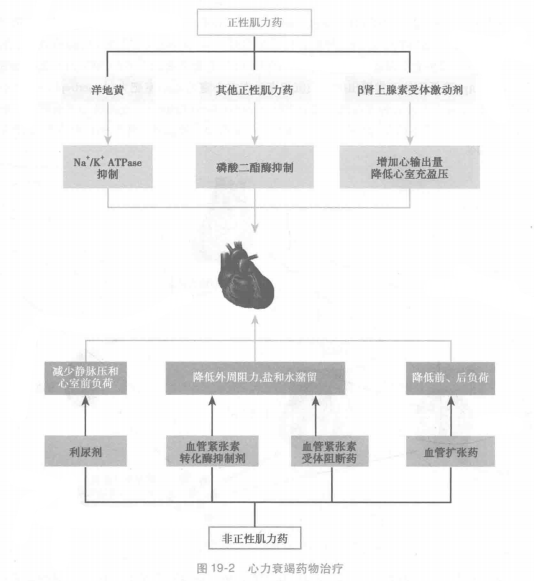 正性肌力药
洋地黄
其他正性肌力药
β肾上腺素受体激动剂
Na⁺/K⁺ ATPase
抑制
磷酸二酯酶抑制
增加心输出量
降低心室充盈压
减少静脉压和
心室前负荷
降低外周阻力,盐和水潴留
降低前、后负荷
利尿剂
血管紧张素
转化酶抑制剂
血管紧张素
受体阻断药
血管扩张药
非正性肌力药
图 19-2 心力衰竭药物治疗